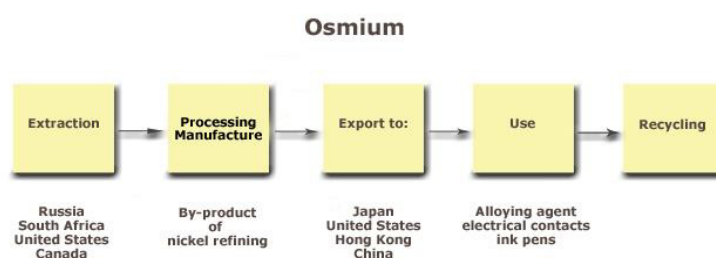 Osmium
Extraction
Processing
Manufacture
Export to:
Use
Recycling
Russia
South Africa
United States
Canada
By-product
of
nickel refining
Japan
United States
Hong Kong
China
Alloying agent
electrical contacts
ink pens